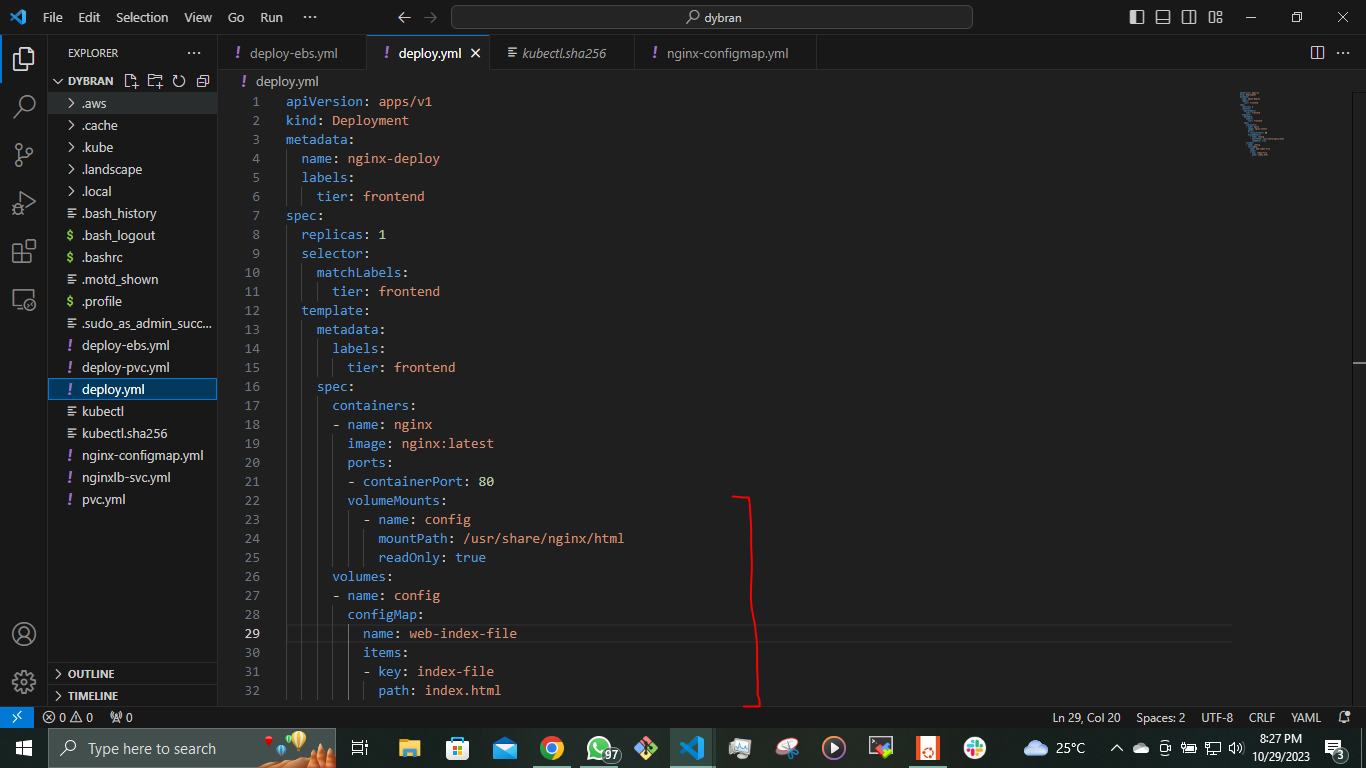 File Edit Selection View Go Run ···
dybran
EXPLORER ···
DYBRAN
.aws
.cache
.kube
.landscape
.local
.bash_history
$ .bash_logout
$ .bashrc
.motd_shown
$ .profile
.sudo_as_admin_succ...
! deploy-ebs.yml
! deploy-pvc.yml
! deploy.yml
kubectl
kubectl.sha256
! nginx-configmap.yml
! nginxlb-svc.yml
! pvc.yml
OUTLINE
TIMELINE
! deploy-ebs.yml ! deploy.yml kubectl.sha256 ! nginx-configmap.yml ···
! deploy.yml
1 apiVersion: apps/v1
2 kind: Deployment
3 metadata:
4   name: nginx-deploy
5   labels:
6     tier: frontend
7 spec:
8   replicas: 1
9   selector:
10     matchLabels:
11       tier: frontend
12   template:
13     metadata:
14       labels:
15         tier: frontend
16     spec:
17       containers:
18       - name: nginx
19         image: nginx:latest
20         ports:
21         - containerPort: 80
22         volumeMounts:
23           - name: config
24             mountPath: /usr/share/nginx/html
25             readOnly: true
26       volumes:
27       - name: config
28         configMap:
29           name: web-index-file
30           items:
31           - key: index-file
32             path: index.html
0 0 0 Ln 29, Col 20 Spaces: 2 UTF-8 CRLF YAML
Type here to search 97 25°C 8:27 PM
10/29/2023 3